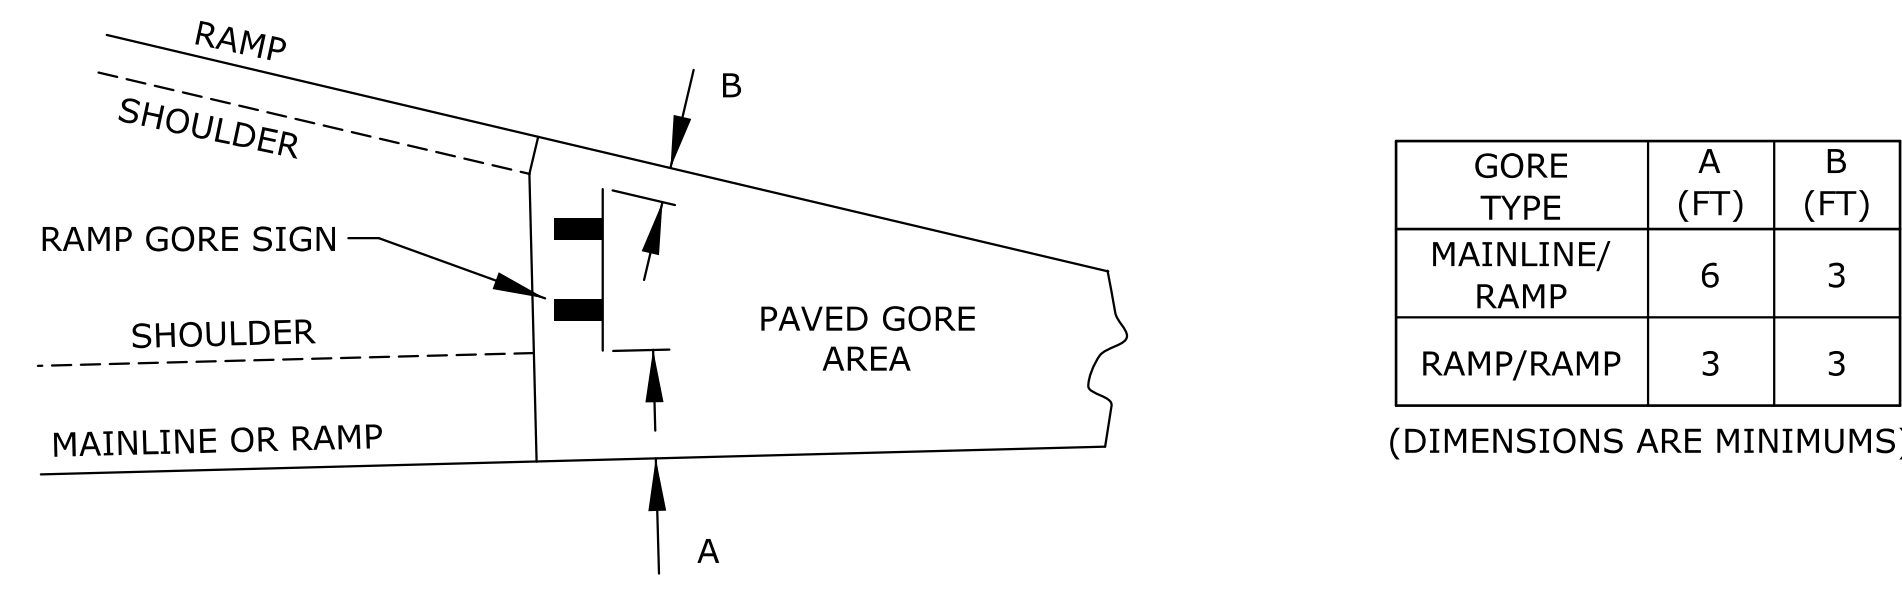 RAMP
SHOULDER
B
RAMP GORE SIGN
SHOULDER
PAVED GORE
AREA
MAINLINE OR RAMP
A
GORE
TYPE
A
(FT)
B
(FT)
MAINLINE/
RAMP
6
3
RAMP/RAMP
3
3
(DIMENSIONS ARE MINIMUMS)